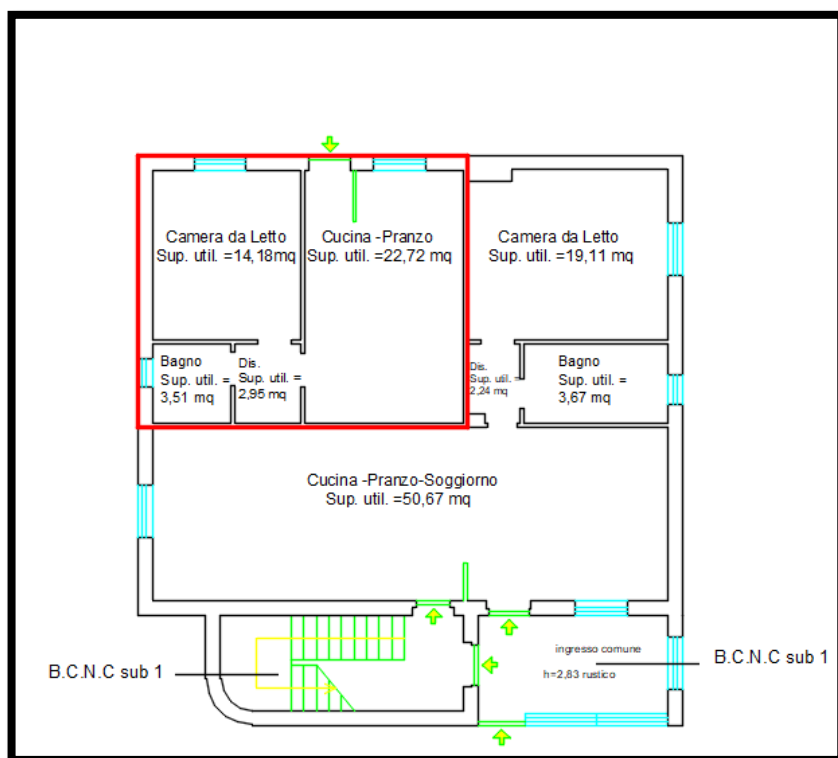 Camera da Letto
Sup. util. =14,18mq
Cucina -Pranzo
Sup. util. =22,72 mq
Camera da Letto
Sup. util. =19,11 mq
Bagno
Sup. util. =
3,51 mq
Dis.
Sup. util. =
2,95 mq
Dis.
Sup. util. =
2,24 mq
Bagno
Sup. util. =
3,67 mq
Cucina -Pranzo-Soggiorno
Sup. util. =50,67 mq
B.C.N.C sub 1
ingresso comune
h=2,83 rustico
B.C.N.C sub 1